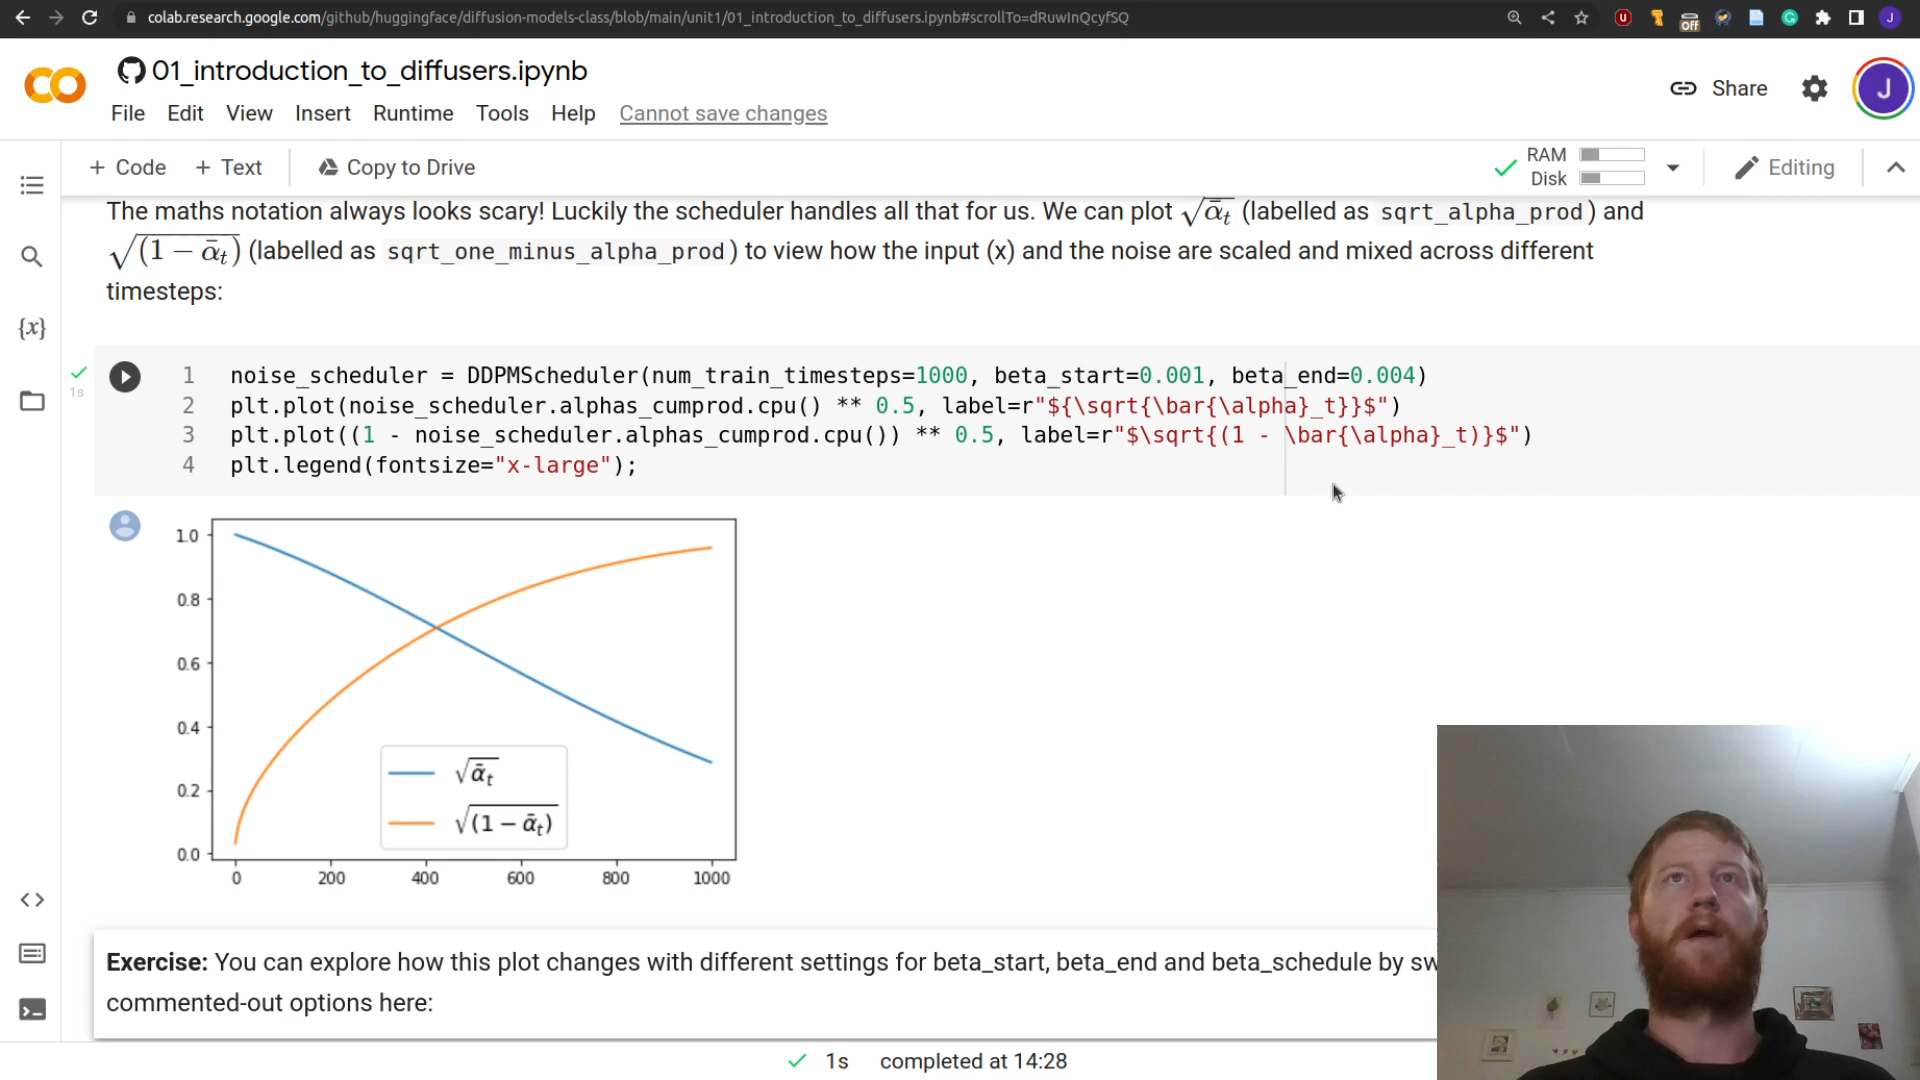 colab.research.google.com/github/huggingface/diffusion-models-class/blob/main/unit1/01_introduction_to_diffusers.ipynb#scrollTo=dRuwInQcyfSQ
U
off
J
CO
01_introduction_to_diffusers.ipynb
Share
J
File Edit View Insert Runtime Tools Help Cannot save changes
+ Code + Text Copy to Drive
RAM
Disk
Editing
The maths notation always looks scary! Luckily the scheduler handles all that for us. We can plot √ᾱₜ (labelled as sqrt_alpha_prod) and
√(1 − ᾱₜ) (labelled as sqrt_one_minus_alpha_prod) to view how the input (x) and the noise are scaled and mixed across different
timesteps:
{x}
1s
1 noise_scheduler = DDPMScheduler(num_train_timesteps=1000, beta_start=0.001, beta_end=0.004)
2 plt.plot(noise_scheduler.alphas_cumprod.cpu() ** 0.5, label=r"${\sqrt{\bar{\alpha}_t}}$")
3 plt.plot((1 - noise_scheduler.alphas_cumprod.cpu()) ** 0.5, label=r"$\sqrt{(1 - \bar{\alpha}_t)}$")
4 plt.legend(fontsize="x-large");
1.0
0.8
0.6
0.4
0.2
0.0
√ᾱₜ
√(1 − ᾱₜ)
0 200 400 600 800 1000
Exercise: You can explore how this plot changes with different settings for beta_start, beta_end and beta_schedule by sw
commented-out options here:
1s completed at 14:28